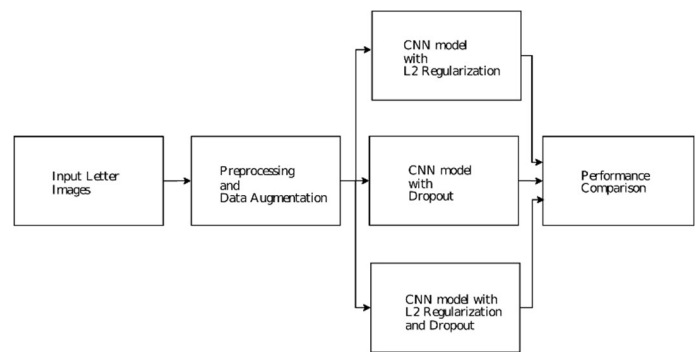 Input Letter
Images
Preprocessing
and
Data Augmentation
CNN model
with
L2 Regularization
CNN model
with
Dropout
CNN model with
L2 Regularization
and Dropout
Performance
Comparison